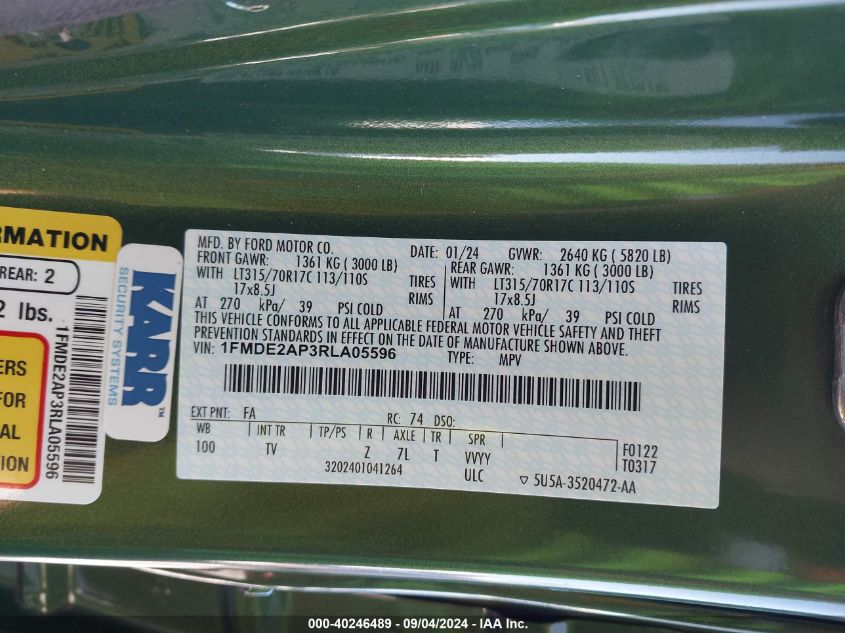 RMATION
REAR: 2
2 lbs.
ERS
FOR
AL
ION
1FMDE2AP3RLA05596
KARR™
SECURITY SYSTEMS
MFD. BY FORD MOTOR CO. DATE: 01/24 GVWR: 2640 KG ( 5820 LB)
FRONT GAWR: 1361 KG ( 3000 LB) REAR GAWR: 1361 KG ( 3000 LB)
WITH LT315/70R17C 113/110S TIRES WITH LT315/70R17C 113/110S TIRES
17x8.5J RIMS 17x8.5J RIMS
AT 270 kPa/ 39 PSI COLD AT 270 kPa/ 39 PSI COLD
THIS VEHICLE CONFORMS TO ALL APPLICABLE FEDERAL MOTOR VEHICLE SAFETY AND THEFT
PREVENTION STANDARDS IN EFFECT ON THE DATE OF MANUFACTURE SHOWN ABOVE.
VIN: 1FMDE2AP3RLA05596 TYPE: MPV
EXT PNT: FA RC: 74 DSO:
WB INT TR TP/PS R AXLE TR SPR F0122
100 TV Z 7L T VVYY T0317
3202401041264 ULC ▽ 5U5A-3520472-AA
000-40246489 - 09/04/2024 - IAA Inc.